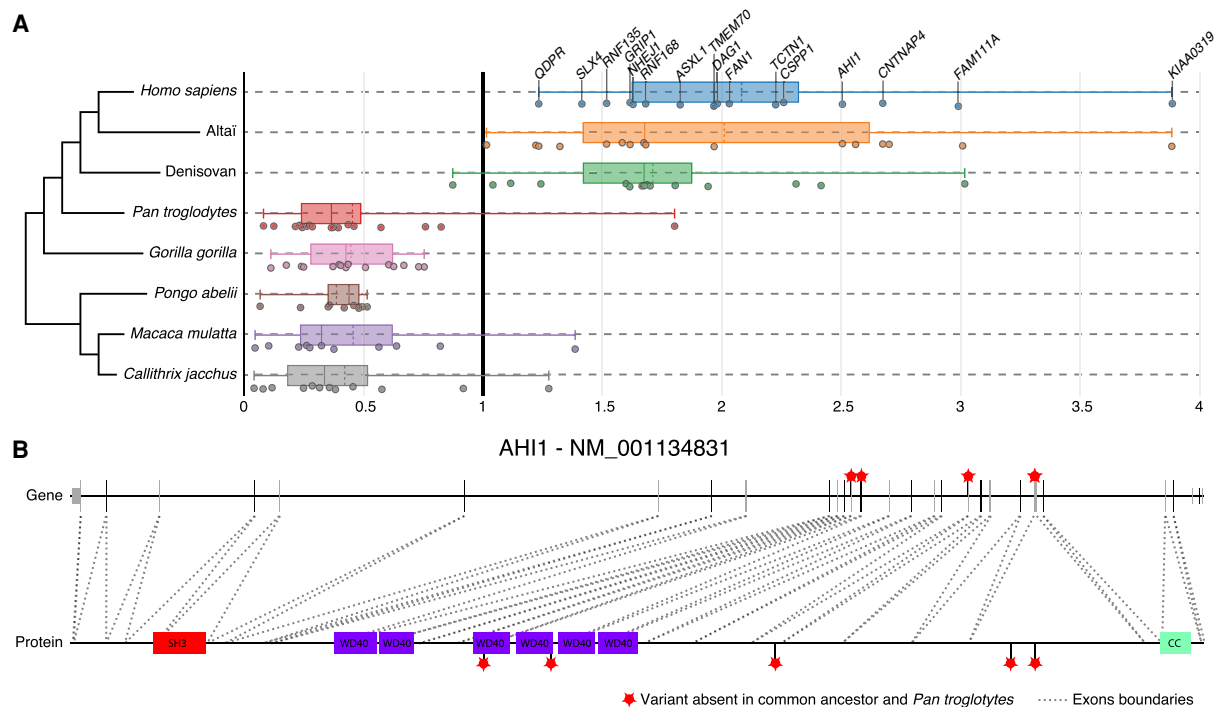 A
QDPR
SLX4
RNF135
GRIP1
NHEJ1
RNF168
ASXL1
TMEM70
DAG1
FAN1
TCTN1
CSPP1
AHI1
CNTNAP4
FAM111A
KIAA0319
Homo sapiens
Altaï
Denisovan
Pan troglodytes
Gorilla gorilla
Pongo abelii
Macaca mulatta
Callithrix jacchus
0 0.5 1 1.5 2 2.5 3 3.5 4
B
AHI1 - NM_001134831
Gene
Protein
SH3 WD40 WD40 WD40 WD40 WD40 WD40 CC
Variant absent in common ancestor and Pan troglotytes
Exons boundaries